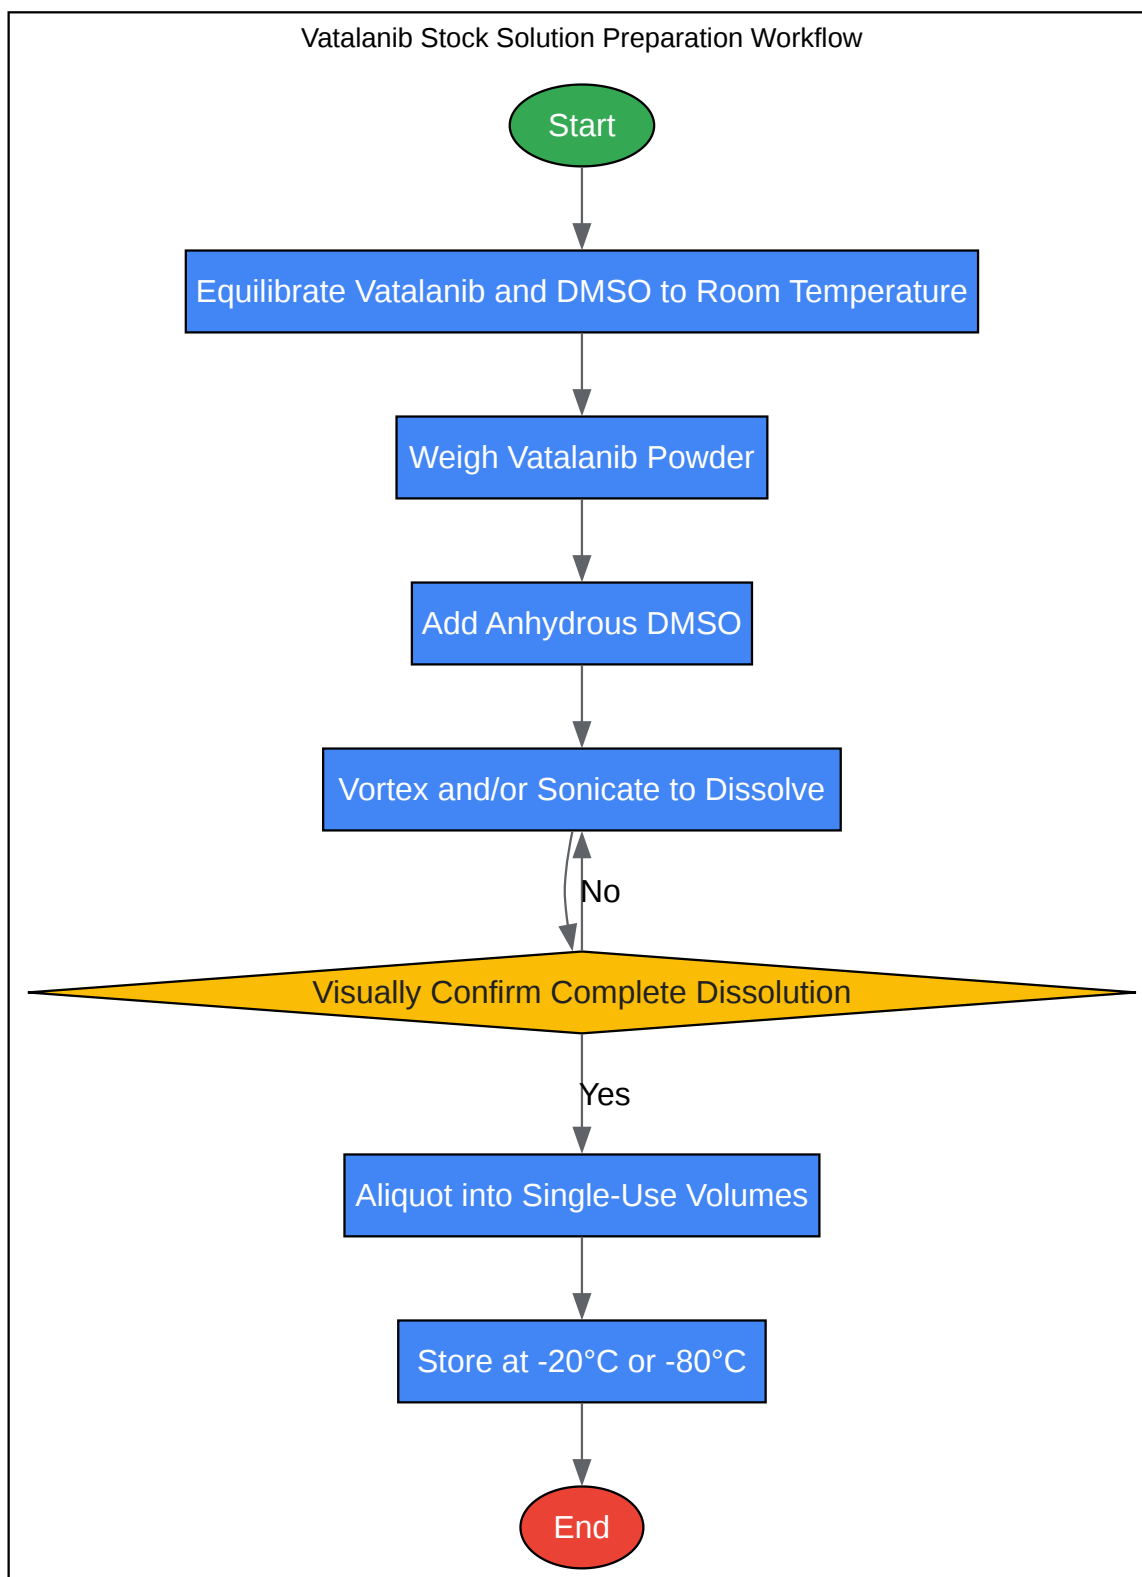 Vatalanib Stock Solution Preparation Workflow
Start
Equilibrate Vatalanib and DMSO to Room Temperature
Weigh Vatalanib Powder
Add Anhydrous DMSO
Vortex and/or Sonicate to Dissolve
No
Visually Confirm Complete Dissolution
Yes
Aliquot into Single-Use Volumes
Store at -20°C or -80°C
End